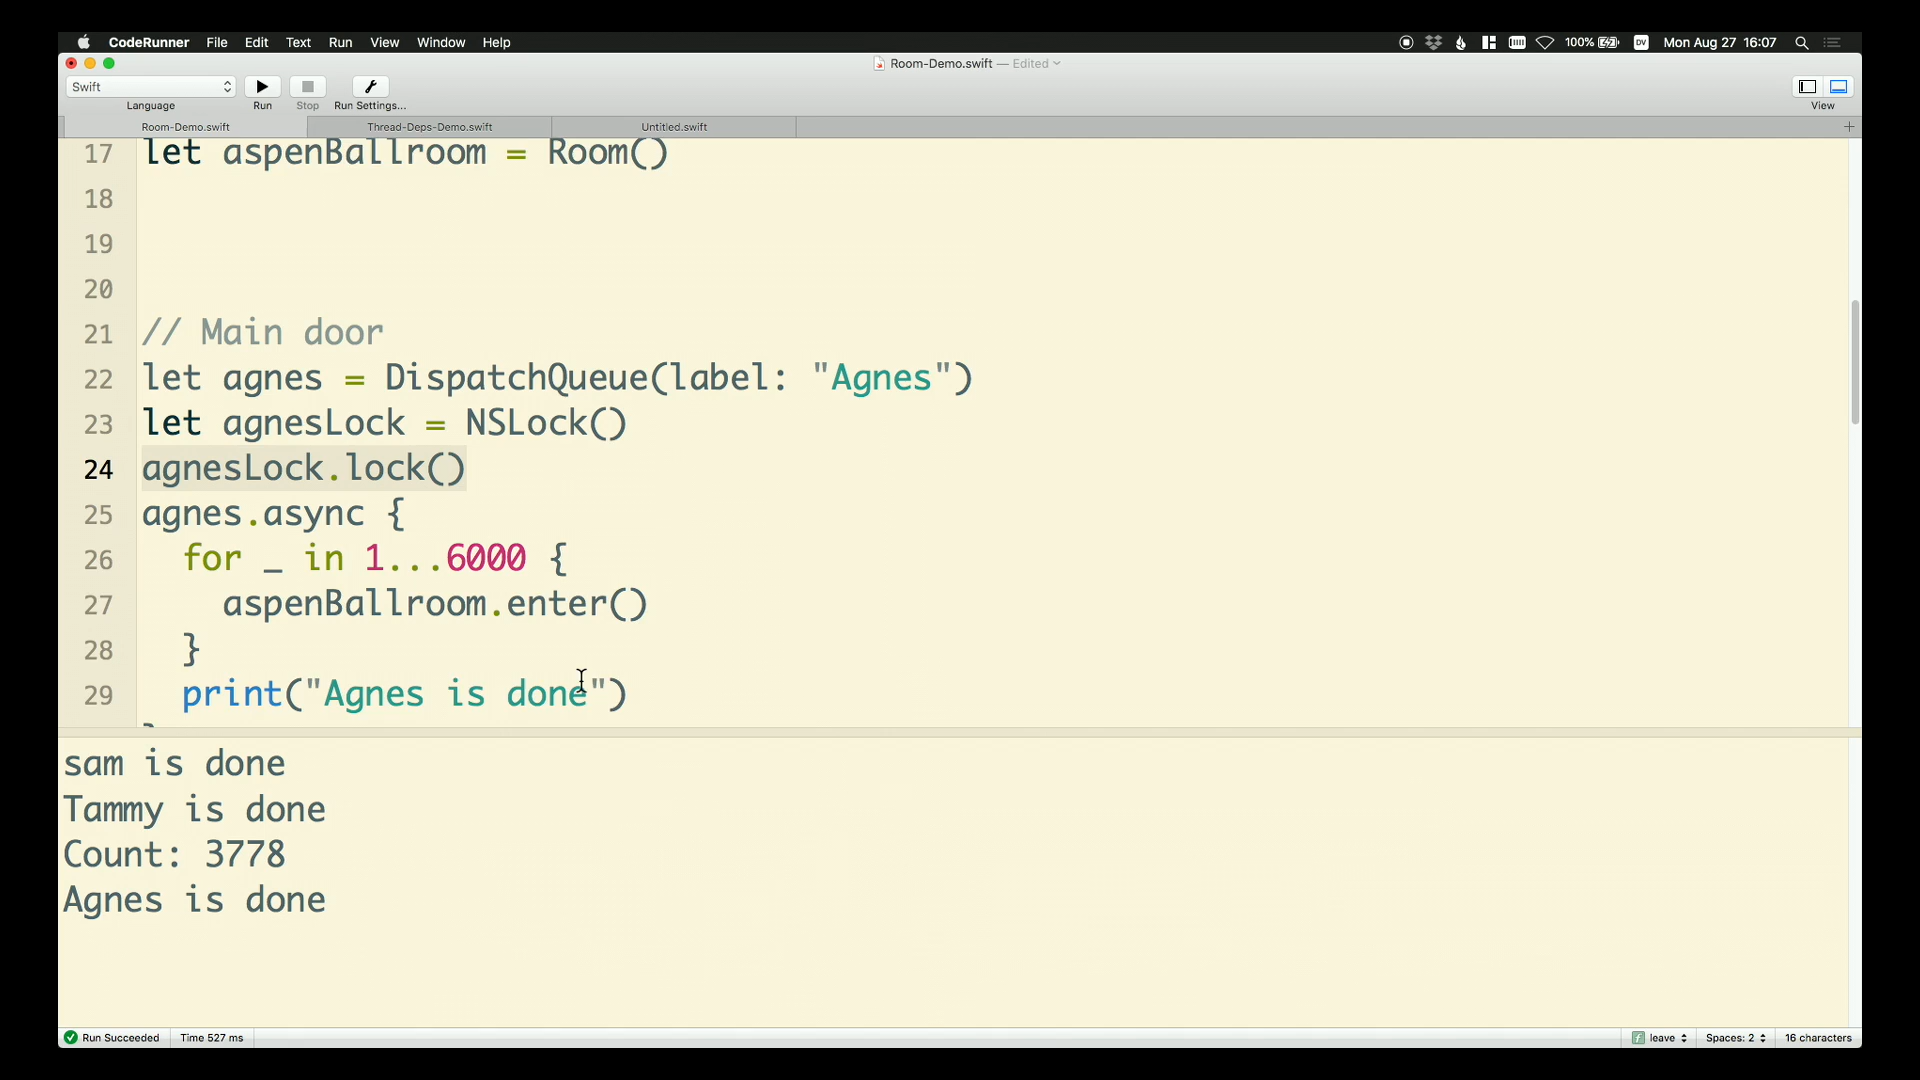 CodeRunner File Edit Text Run View Window Help 100% DV Mon Aug 27 16:07
Room-Demo.swift — Edited
Swift
Language Run Stop Run Settings... View
Room-Demo.swift Thread-Deps-Demo.swift Untitled.swift +
17 let aspenBallroom = Room()
18
19
20
21 // Main door
22 let agnes = DispatchQueue(label: "Agnes")
23 let agnesLock = NSLock()
24 agnesLock.lock()
25 agnes.async {
26 for _ in 1...6000 {
27 aspenBallroom.enter()
28 }
29 print("Agnes is done")
sam is done
Tammy is done
Count: 3778
Agnes is done
Run Succeeded Time 527 ms leave Spaces: 2 16 characters